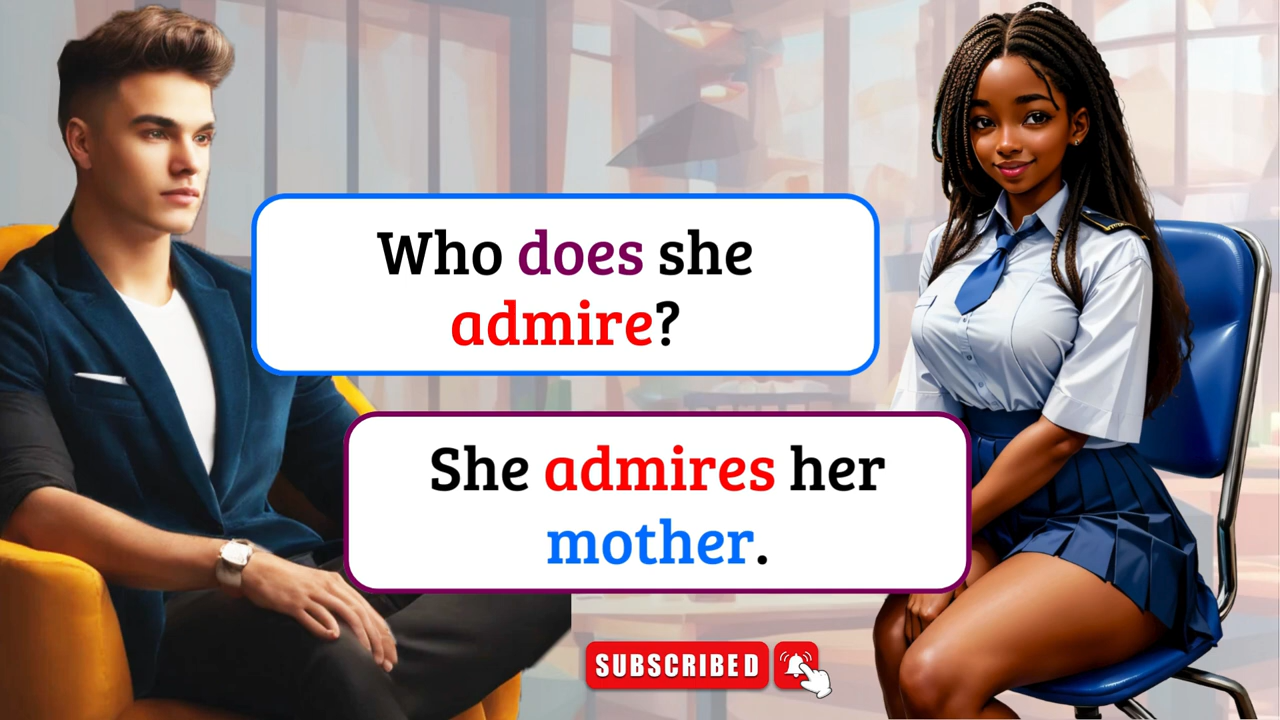 Who does she
admire?
She admires her
mother.
SUBSCRIBED